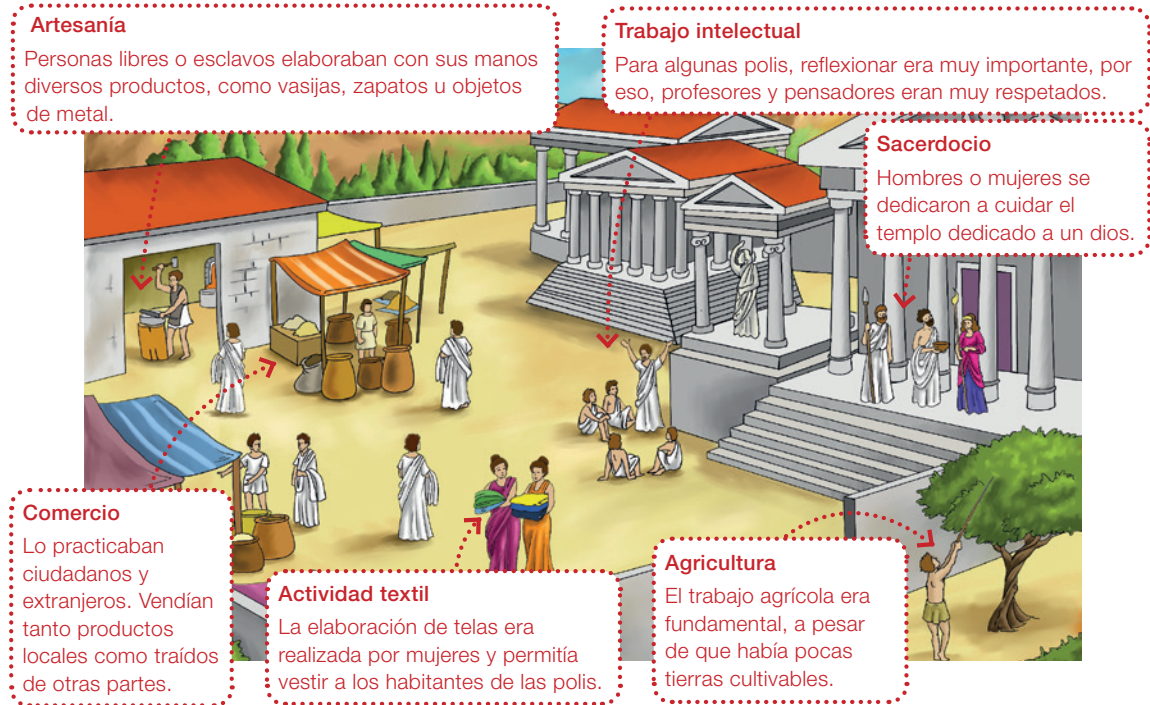 Artesanía
Personas libres o esclavos elaboraban con sus manos
diversos productos, como vasijas, zapatos u objetos
de metal.
Trabajo intelectual
Para algunas polis, reflexionar era muy importante, por
eso, profesores y pensadores eran muy respetados.
Sacerdocio
Hombres o mujeres se
dedicaron a cuidar el
templo dedicado a un dios.
Comercio
Lo practicaban
ciudadanos y
extranjeros. Vendían
tanto productos
locales como traídos
de otras partes.
Actividad textil
La elaboración de telas era
realizada por mujeres y permitía
vestir a los habitantes de las polis.
Agricultura
El trabajo agrícola era
fundamental, a pesar
de que había pocas
tierras cultivables.